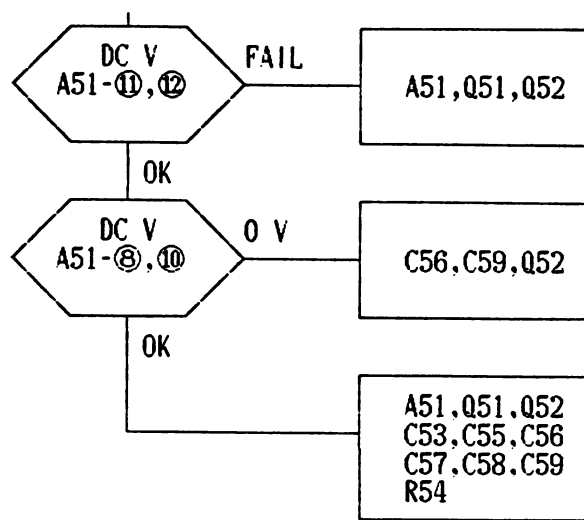 DC V
A51-⑪,⑫
FAIL
A51,Q51,Q52
OK
DC V
A51-⑧,⑩
0 V
C56,C59,Q52
OK
A51,Q51,Q52
C53,C55,C56
C57,C58,C59
R54